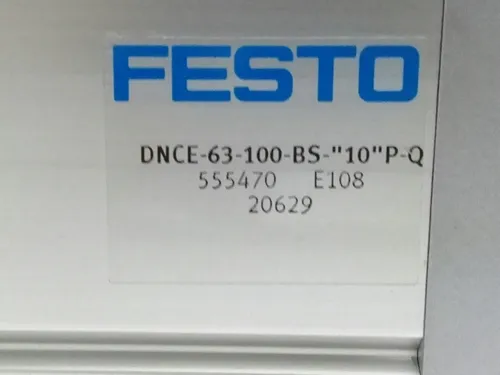 FESTO
DNCE-63-100-BS-"10"P-Q
555470 E108
20629